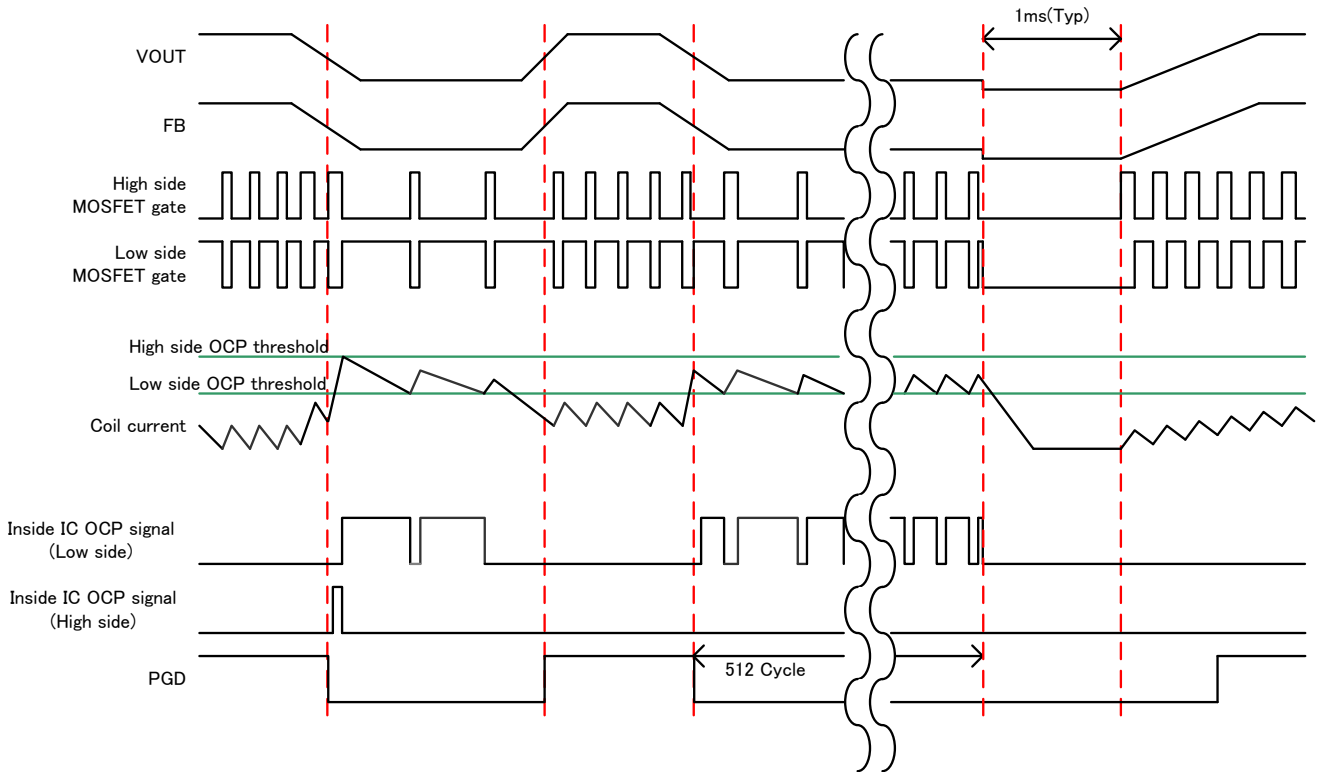 1ms(Typ)
VOUT
FB
High side
MOSFET gate
Low side
MOSFET gate
High side OCP threshold
Low side OCP threshold
Coil current
Inside IC OCP signal
(Low side)
Inside IC OCP signal
(High side)
512 Cycle
PGD